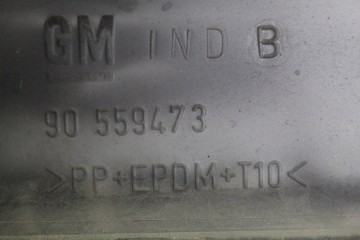 GM IND B
90 559473
>PP+EPDM+T10<